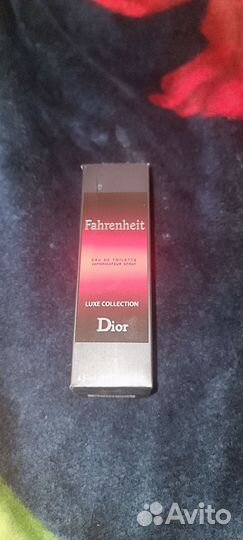 Fahrenheit
EAU DE TOILETTE
VAPORISATEUR SPRAY
LUXE COLLECTION
Dior
Avito